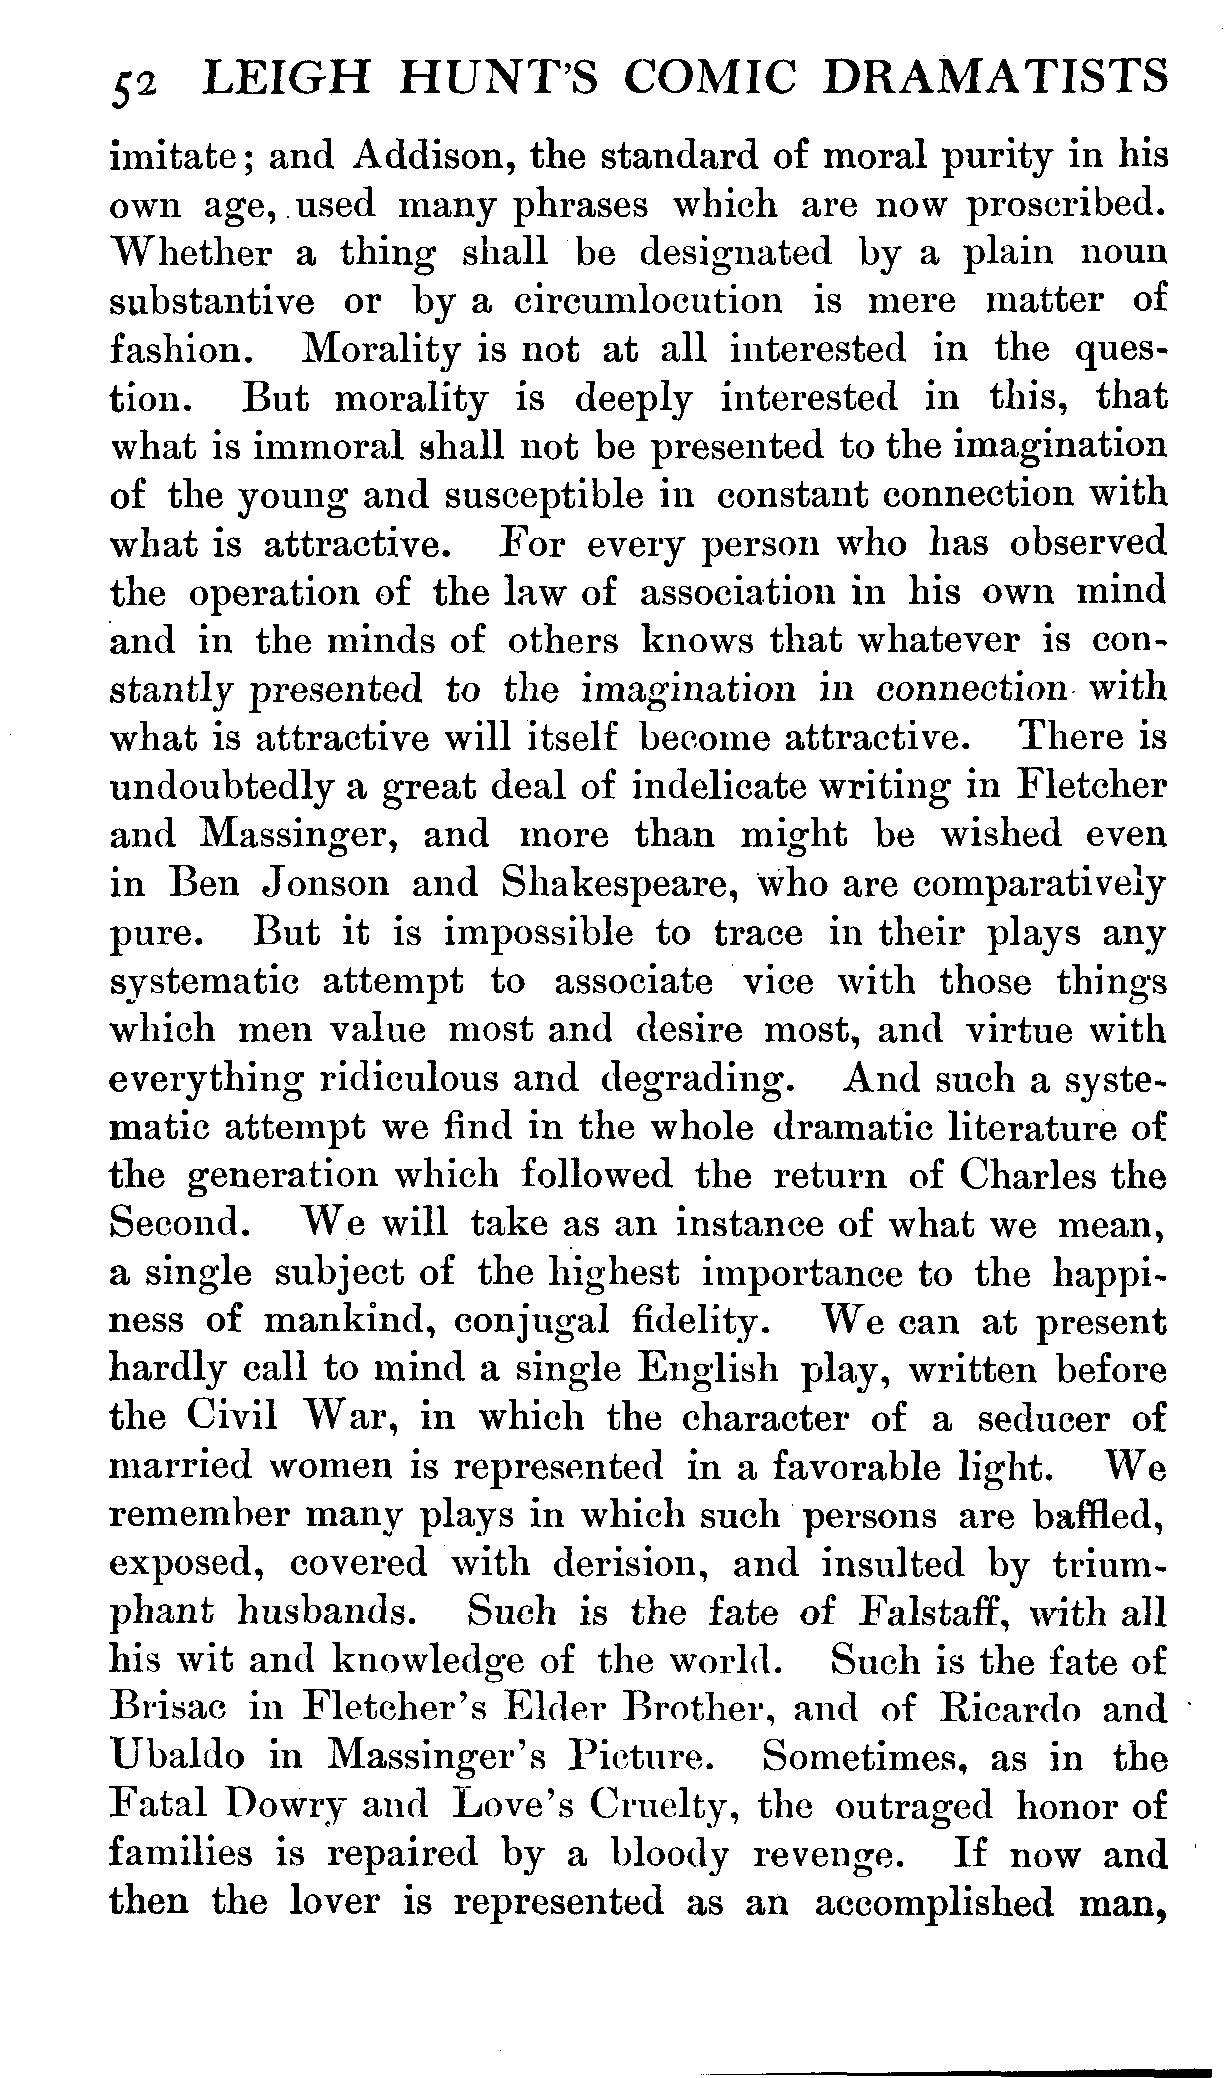 52 LEIGH HUNT'S COMIC DRAMATISTS
imitate; and Addison, the standard of moral purity in his
own age, used many phrases which are now proscribed.
Whether a thing shall be designated by a plain noun
substantive or by a circumlocution is mere matter of
fashion. Morality is not at all interested in the ques-
tion. But morality is deeply interested in this, that
what is immoral shall not be presented to the imagination
of the young and susceptible in constant connection with
what is attractive. For every person who has observed
the operation of the law of association in his own mind
and in the minds of others knows that whatever is con-
stantly presented to the imagination in connection with
what is attractive will itself become attractive. There is
undoubtedly a great deal of indelicate writing in Fletcher
and Massinger, and more than might be wished even
in Ben Jonson and Shakespeare, who are comparatively
pure. But it is impossible to trace in their plays any
systematic attempt to associate vice with those things
which men value most and desire most, and virtue with
everything ridiculous and degrading. And such a syste-
matic attempt we find in the whole dramatic literature of
the generation which followed the return of Charles the
Second. We will take as an instance of what we mean,
a single subject of the highest importance to the happi-
ness of mankind, conjugal fidelity. We can at present
hardly call to mind a single English play, written before
the Civil War, in which the character of a seducer of
married women is represented in a favorable light. We
remember many plays in which such persons are baffled,
exposed, covered with derision, and insulted by trium-
phant husbands. Such is the fate of Falstaff, with all
his wit and knowledge of the world. Such is the fate of
Brisac in Fletcher's Elder Brother, and of Ricardo and
Ubaldo in Massinger's Picture. Sometimes, as in the
Fatal Dowry and Love's Cruelty, the outraged honor of
families is repaired by a bloody revenge. If now and
then the lover is represented as an accomplished man,